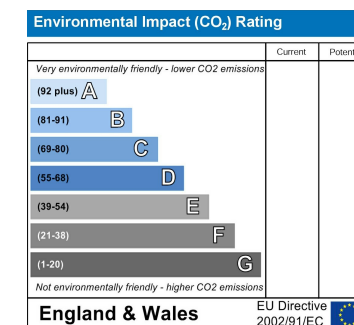 Environmental Impact (CO₂) Rating
Current
Very environmentally friendly - lower CO2 emissions
(92 plus) A
(81-91) B
(69-80) C
(55-68) D
(39-54) E
(21-38) F
(1-20) G
Not environmentally friendly - higher CO2 emissions
England & Wales
EU Directive
2002/91/EC